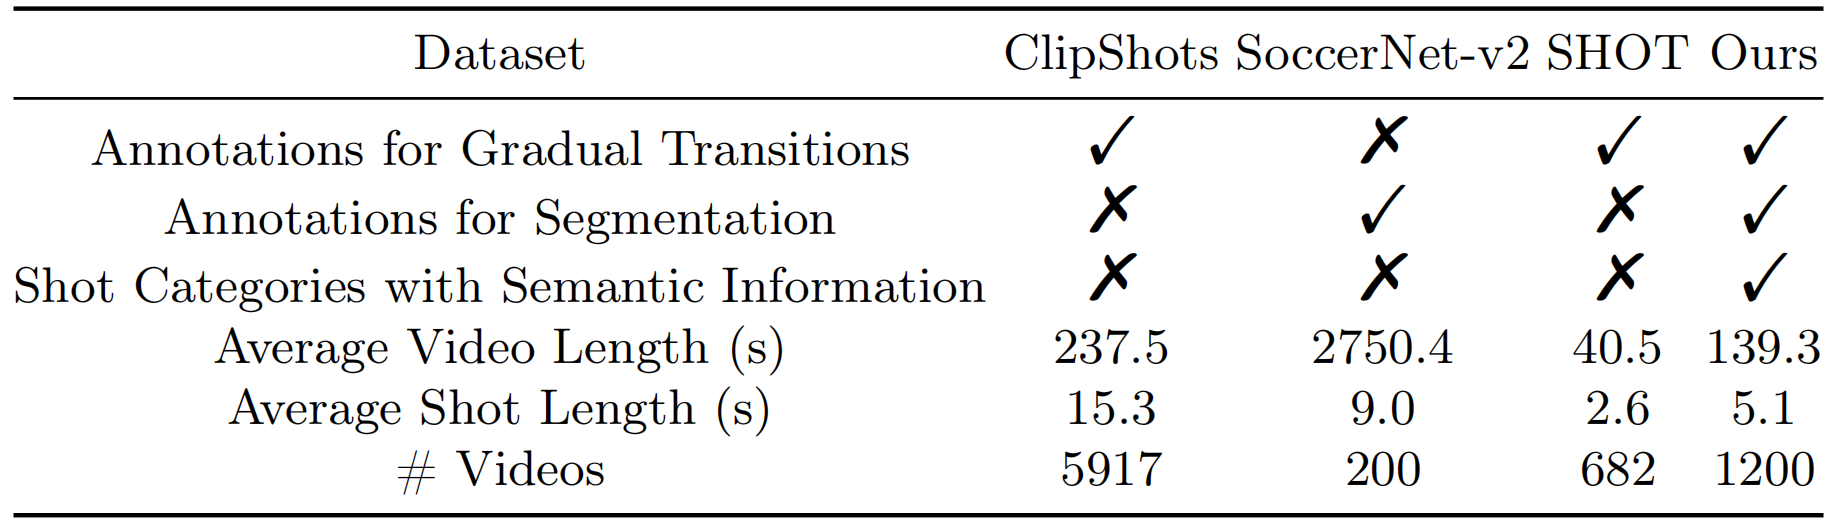 Dataset ClipShots SoccerNet-v2 SHOT Ours
Annotations for Gradual Transitions ✓ ✗ ✓ ✓
Annotations for Segmentation ✗ ✓ ✗ ✓
Shot Categories with Semantic Information ✗ ✗ ✗ ✓
Average Video Length (s) 237.5 2750.4 40.5 139.3
Average Shot Length (s) 15.3 9.0 2.6 5.1
# Videos 5917 200 682 1200